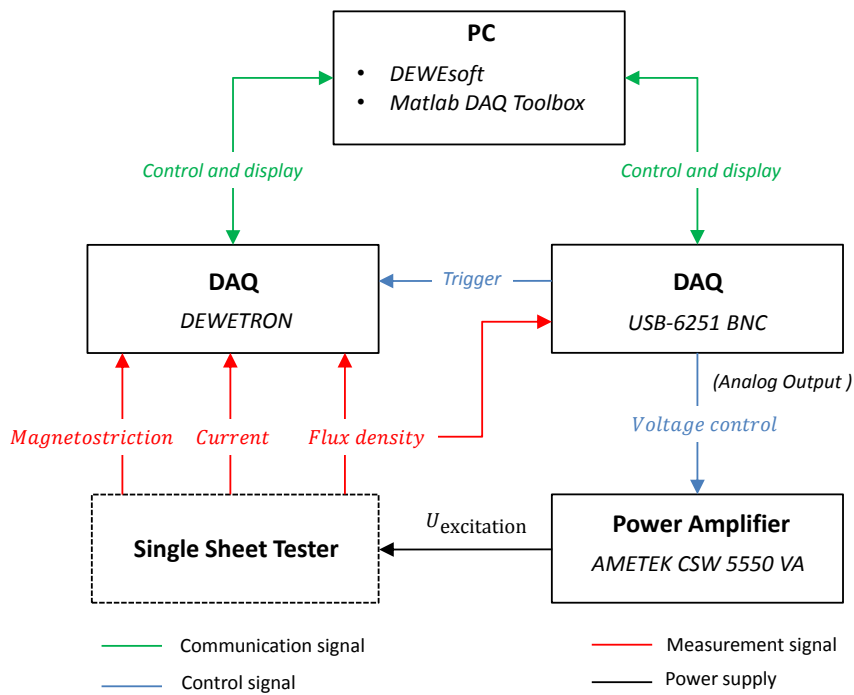 PC
• DEWEsoft
• Matlab DAQ Toolbox
Control and display
Control and display
DAQ
DEWETRON
Trigger
DAQ
USB-6251 BNC
(Analog Output )
Magnetostriction
Current
Flux density
Voltage control
Single Sheet Tester
Uexcitation
Power Amplifier
AMETEK CSW 5550 VA
Communication signal
Measurement signal
Control signal
Power supply